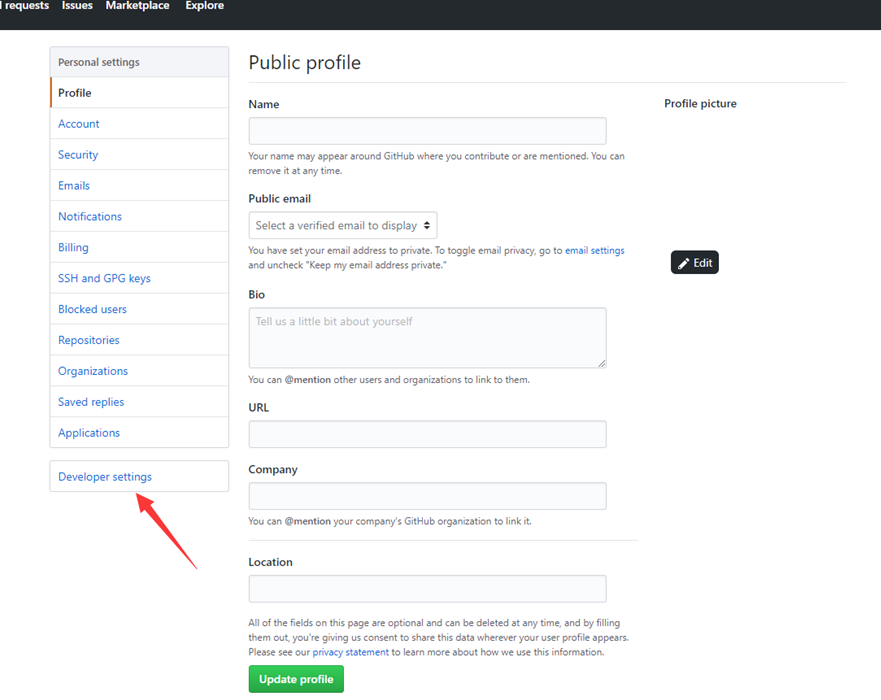 requests Issues Marketplace Explore
Personal settings
Profile
Account
Security
Emails
Notifications
Billing
SSH and GPG keys
Blocked users
Repositories
Organizations
Saved replies
Applications
Developer settings
Public profile
Name
Your name may appear around GitHub where you contribute or are mentioned. You can
remove it at any time.
Public email
Select a verified email to display
You have set your email address to private. To toggle email privacy, go to email settings
and uncheck "Keep my email address private."
Bio
Tell us a little bit about yourself
You can @mention other users and organizations to link to them.
URL
Company
You can @mention your company's GitHub organization to link it.
Location
All of the fields on this page are optional and can be deleted at any time, and by filling
them out, you're giving us consent to share this data wherever your user profile appears.
Please see our privacy statement to learn more about how we use this information.
Update profile
Profile picture
Edit